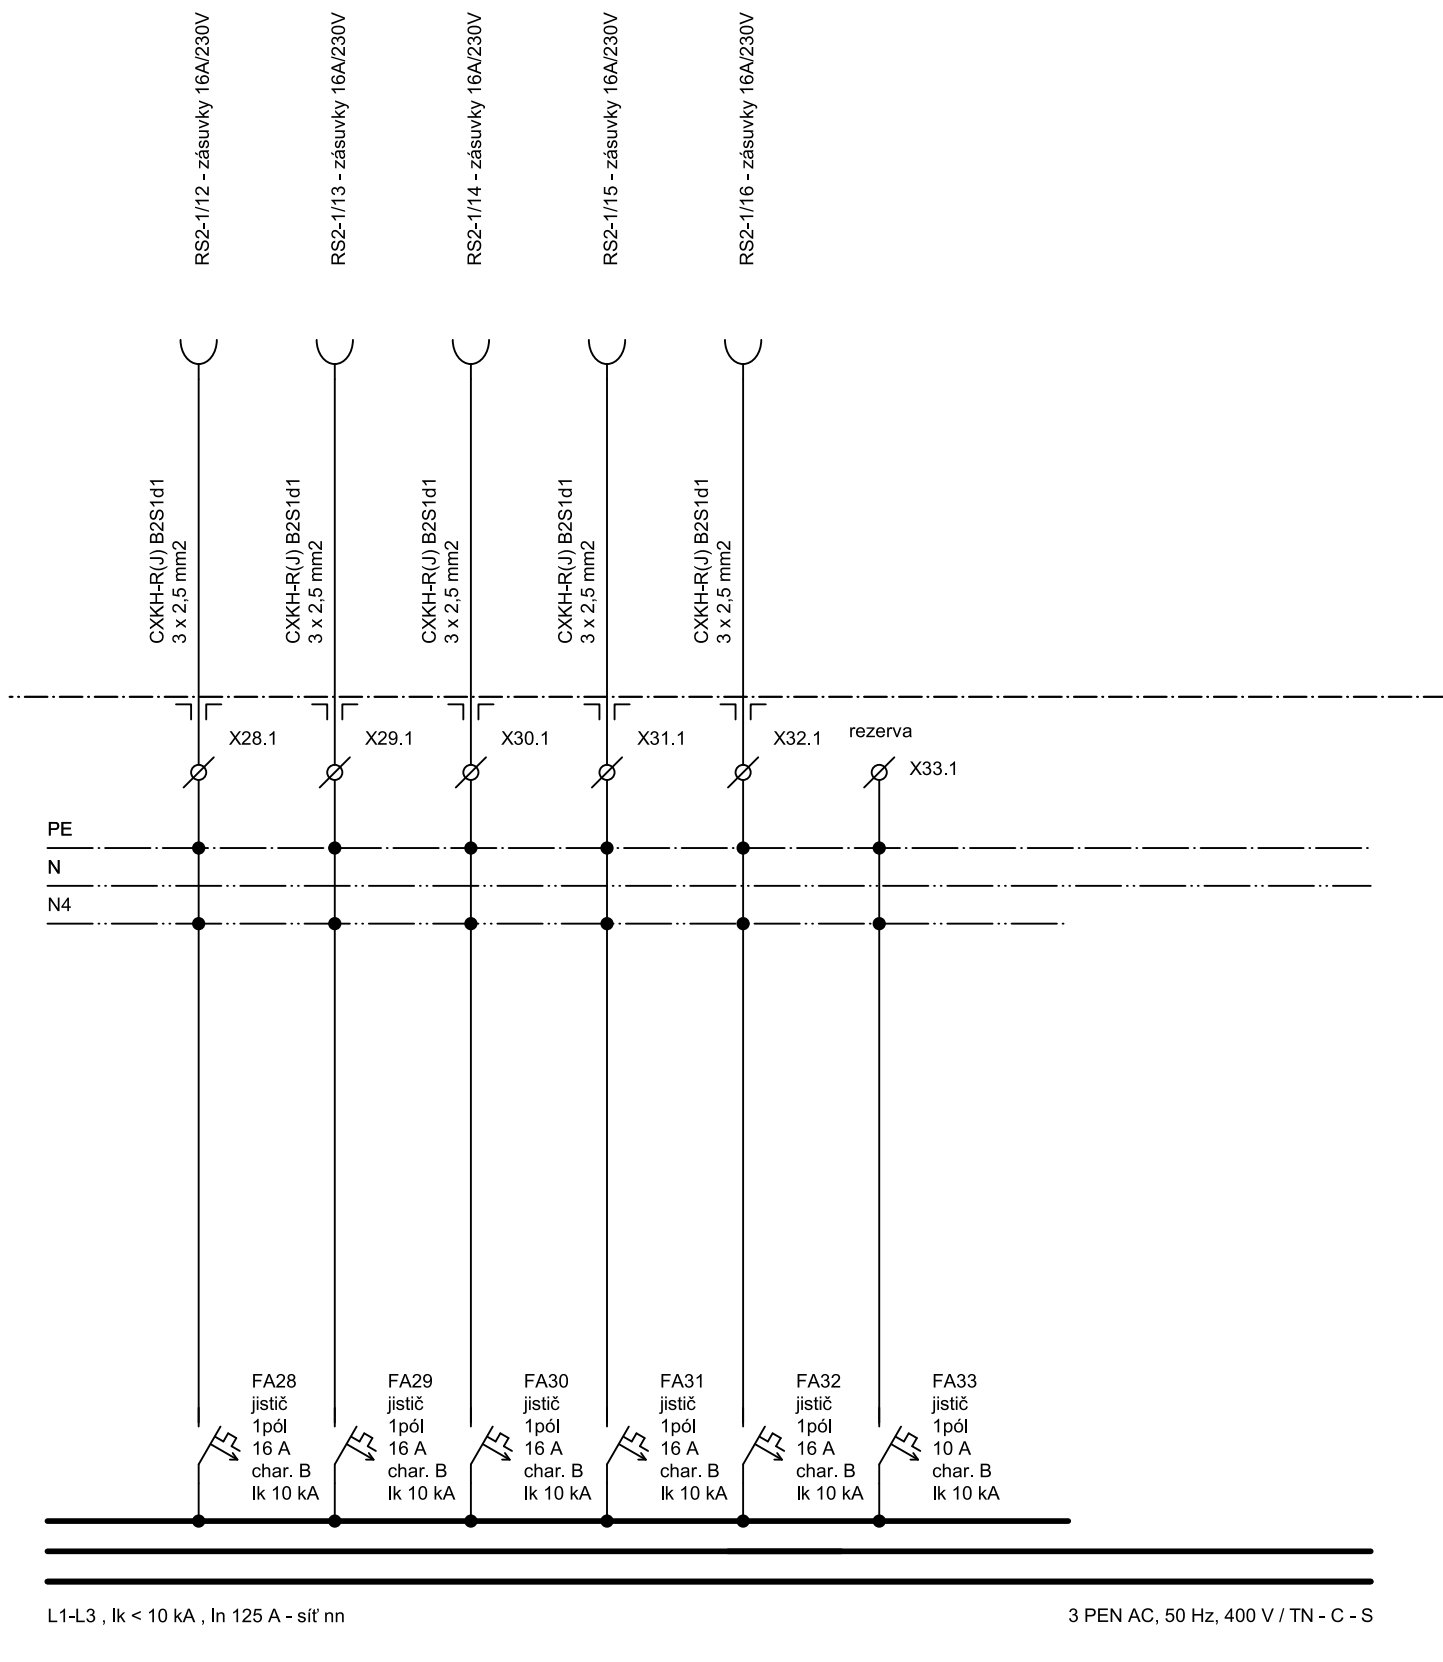 RS2-1/12 - zásuvky 16A/230V
RS2-1/13 - zásuvky 16A/230V
RS2-1/14 - zásuvky 16A/230V
RS2-1/15 - zásuvky 16A/230V
RS2-1/16 - zásuvky 16A/230V
CXKH-R(J) B2S1d1
3 x 2,5 mm2
CXKH-R(J) B2S1d1
3 x 2,5 mm2
CXKH-R(J) B2S1d1
3 x 2,5 mm2
CXKH-R(J) B2S1d1
3 x 2,5 mm2
CXKH-R(J) B2S1d1
3 x 2,5 mm2
X28.1
X29.1
X30.1
X31.1
X32.1
rezerva
X33.1
PE
N
N4
FA28
jistič
1pól
16 A
char. B
Ik 10 kA
FA29
jistič
1pól
16 A
char. B
Ik 10 kA
FA30
jistič
1pól
16 A
char. B
Ik 10 kA
FA31
jistič
1pól
16 A
char. B
Ik 10 kA
FA32
jistič
1pól
16 A
char. B
Ik 10 kA
FA33
jistič
1pól
10 A
char. B
Ik 10 kA
L1-L3 , Ik < 10 kA , In 125 A - síť nn
3 PEN AC, 50 Hz, 400 V / TN - C - S